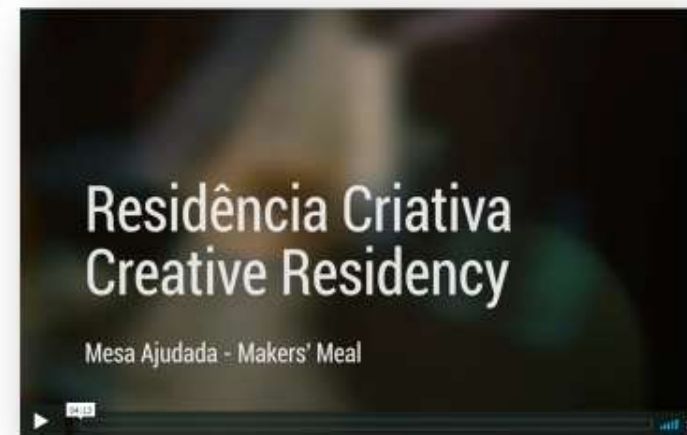 Residência Criativa
Creative Residency
Mesa Ajudada - Makers' Meal
04:13